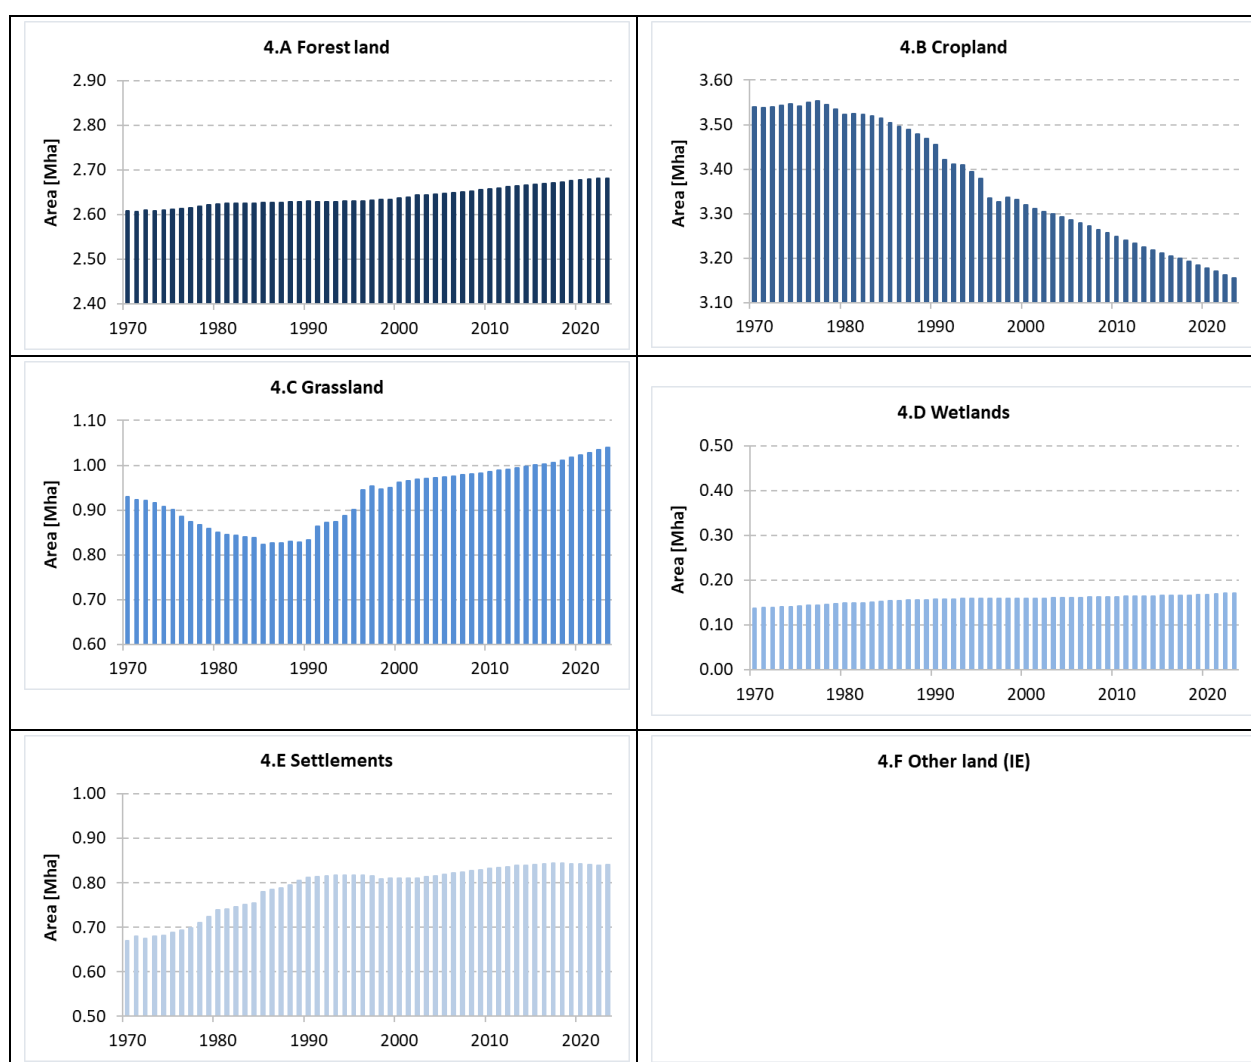 4.A Forest land
Area [Mha]
2.90
2.80
2.70
2.60
2.50
2.40
1970 1980 1990 2000 2010 2020
4.B Cropland
Area [Mha]
3.60
3.50
3.40
3.30
3.20
3.10
1970 1980 1990 2000 2010 2020
4.C Grassland
Area [Mha]
1.10
1.00
0.90
0.80
0.70
0.60
1970 1980 1990 2000 2010 2020
4.D Wetlands
Area [Mha]
0.50
0.40
0.30
0.20
0.10
0.00
1970 1980 1990 2000 2010 2020
4.E Settlements
Area [Mha]
1.00
0.90
0.80
0.70
0.60
0.50
1970 1980 1990 2000 2010 2020
4.F Other land (IE)